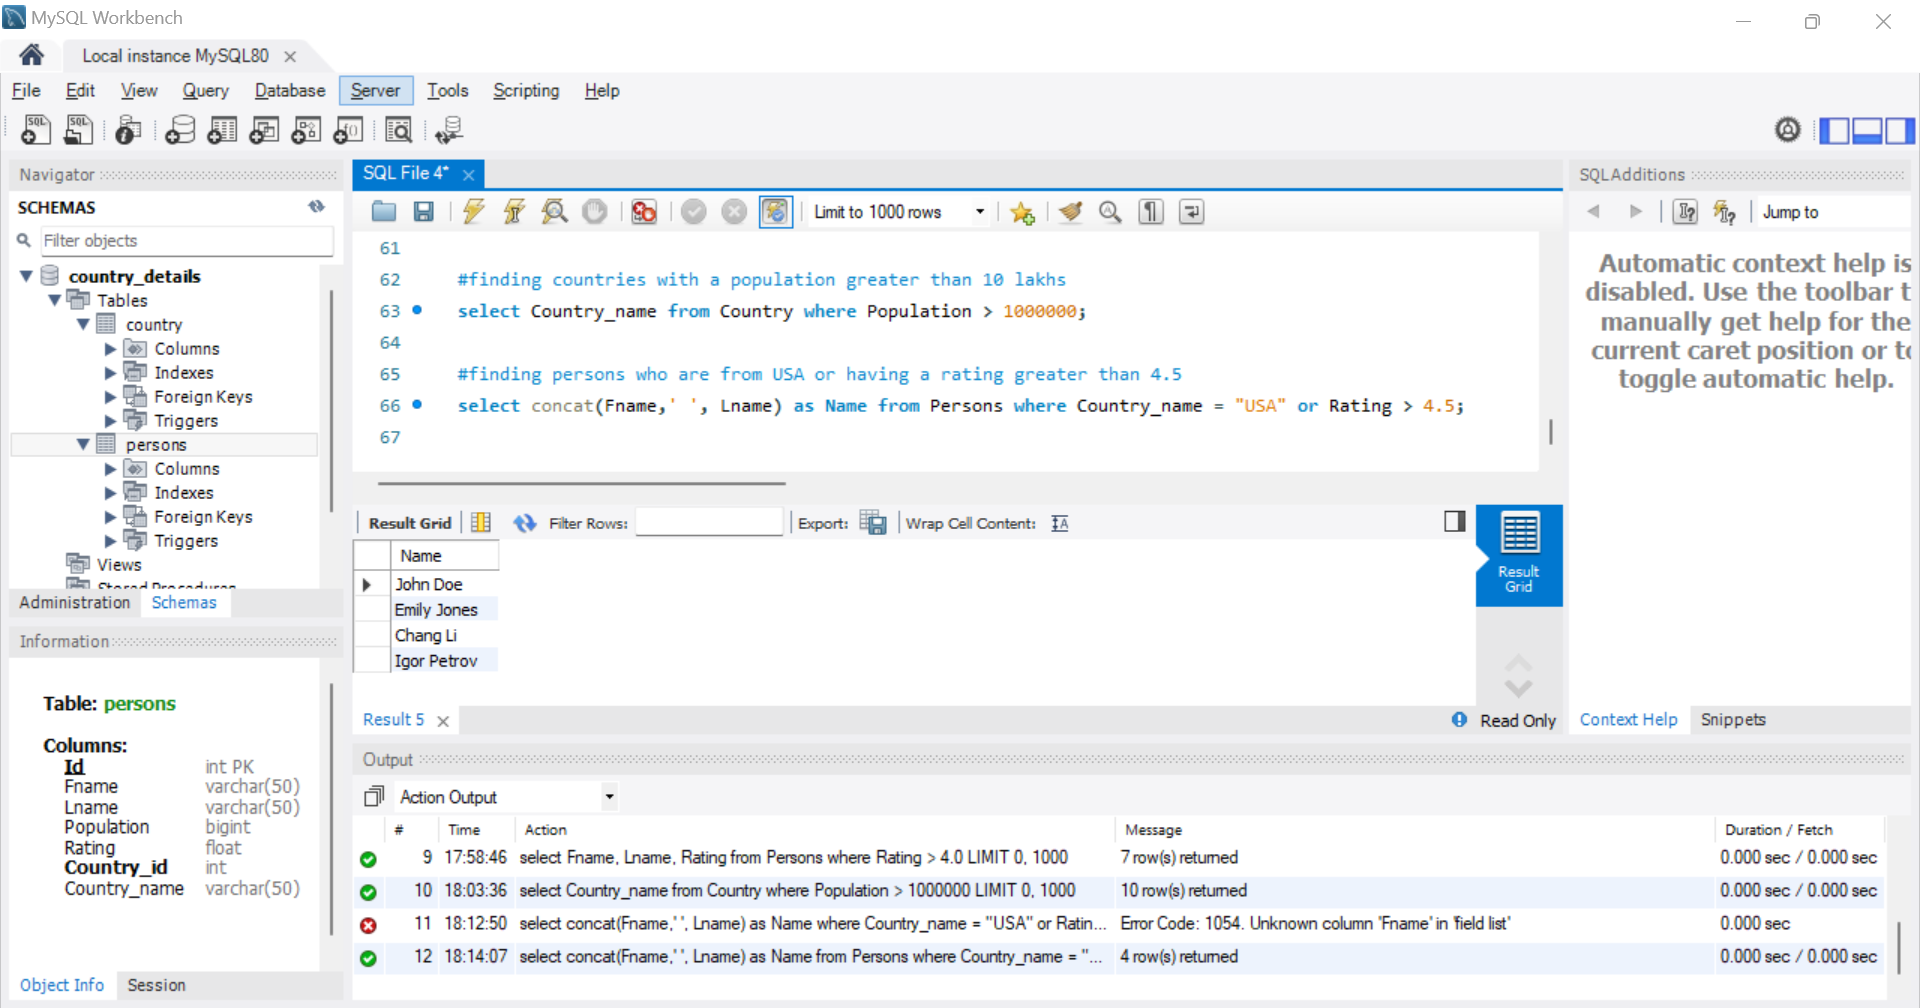 MySQL Workbench
Local instance MySQL80
File Edit View Query Database Server Tools Scripting Help
Navigator
SCHEMAS
Filter objects
country_details
Tables
country
Columns
Indexes
Foreign Keys
Triggers
persons
Columns
Indexes
Foreign Keys
Triggers
Views
Stored Procedures
Administration Schemas
Information
Table: persons
Columns:
Id int PK
Fname varchar(50)
Lname varchar(50)
Population bigint
Rating float
Country_id int
Country_name varchar(50)
Object Info Session
SQL File 4*
Limit to 1000 rows
61
62 #finding countries with a population greater than 10 lakhs
63 select Country_name from Country where Population > 1000000;
64
65 #finding persons who are from USA or having a rating greater than 4.5
66 select concat(Fname,' ', Lname) as Name from Persons where Country_name = "USA" or Rating > 4.5;
67
Result Grid Filter Rows: Export: Wrap Cell Content:
Name
John Doe
Emily Jones
Chang Li
Igor Petrov
Result
Grid
Result 5 Read Only
SQLAdditions
Jump to
Automatic context help is
disabled. Use the toolbar t
manually get help for the
current caret position or to
toggle automatic help.
Context Help Snippets
Output
Action Output
# Time Action Message Duration / Fetch
9 17:58:46 select Fname, Lname, Rating from Persons where Rating > 4.0 LIMIT 0, 1000 7 row(s) returned 0.000 sec / 0.000 sec
10 18:03:36 select Country_name from Country where Population > 1000000 LIMIT 0, 1000 10 row(s) returned 0.000 sec / 0.000 sec
11 18:12:50 select concat(Fname,' ', Lname) as Name where Country_name = "USA" or Ratin... Error Code: 1054. Unknown column 'Fname' in 'field list' 0.000 sec
12 18:14:07 select concat(Fname,' ', Lname) as Name from Persons where Country_name = "... 4 row(s) returned 0.000 sec / 0.000 sec